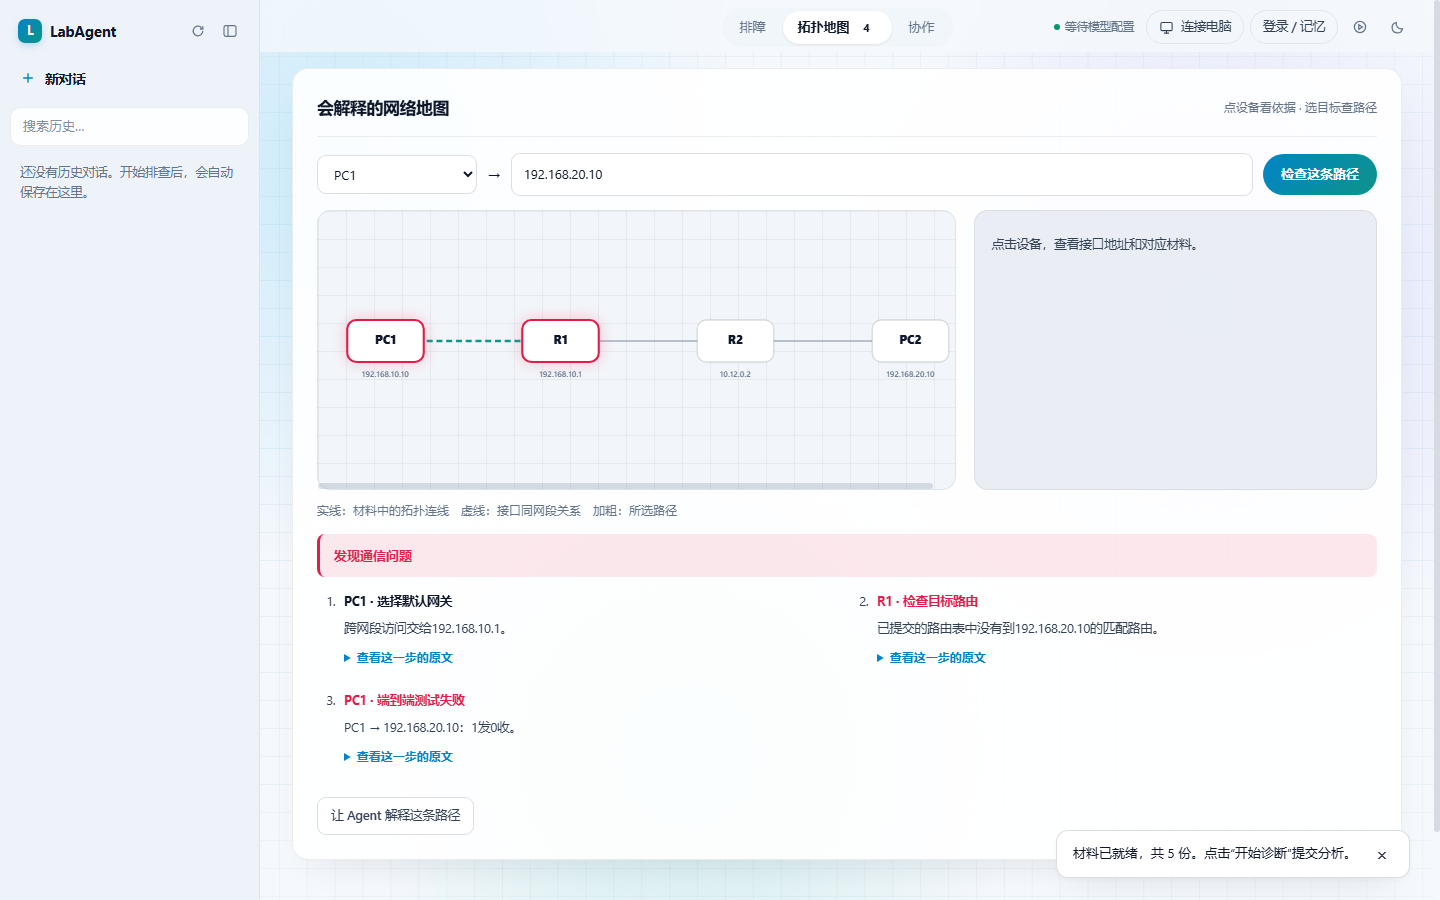 L LabAgent
新对话
搜索历史...
还没有历史对话。开始排查后，会自动
保存在这里。
排障 拓扑地图 4 协作
等待模型配置 连接电脑 登录 / 记忆
会解释的网络地图
点设备看依据 · 选目标查路径
PC1 → 192.168.20.10 检查这条路径
PC1 R1 R2 PC2
192.168.10.10 192.168.10.1 10.12.0.2 192.168.20.10
点击设备，查看接口地址和对应材料。
实线：材料中的拓扑连线 虚线：接口同网段关系 加粗：所选路径
发现通信问题
1. PC1 · 选择默认网关
跨网段访问交给192.168.10.1。
查看这一步的原文
2. R1 · 检查目标路由
已提交的路由表中没有到192.168.20.10的匹配路由。
查看这一步的原文
3. PC1 · 端到端测试失败
PC1 → 192.168.20.10：1发0收。
查看这一步的原文
让 Agent 解释这条路径
材料已就绪，共 5 份。点击“开始诊断”提交分析。 ×